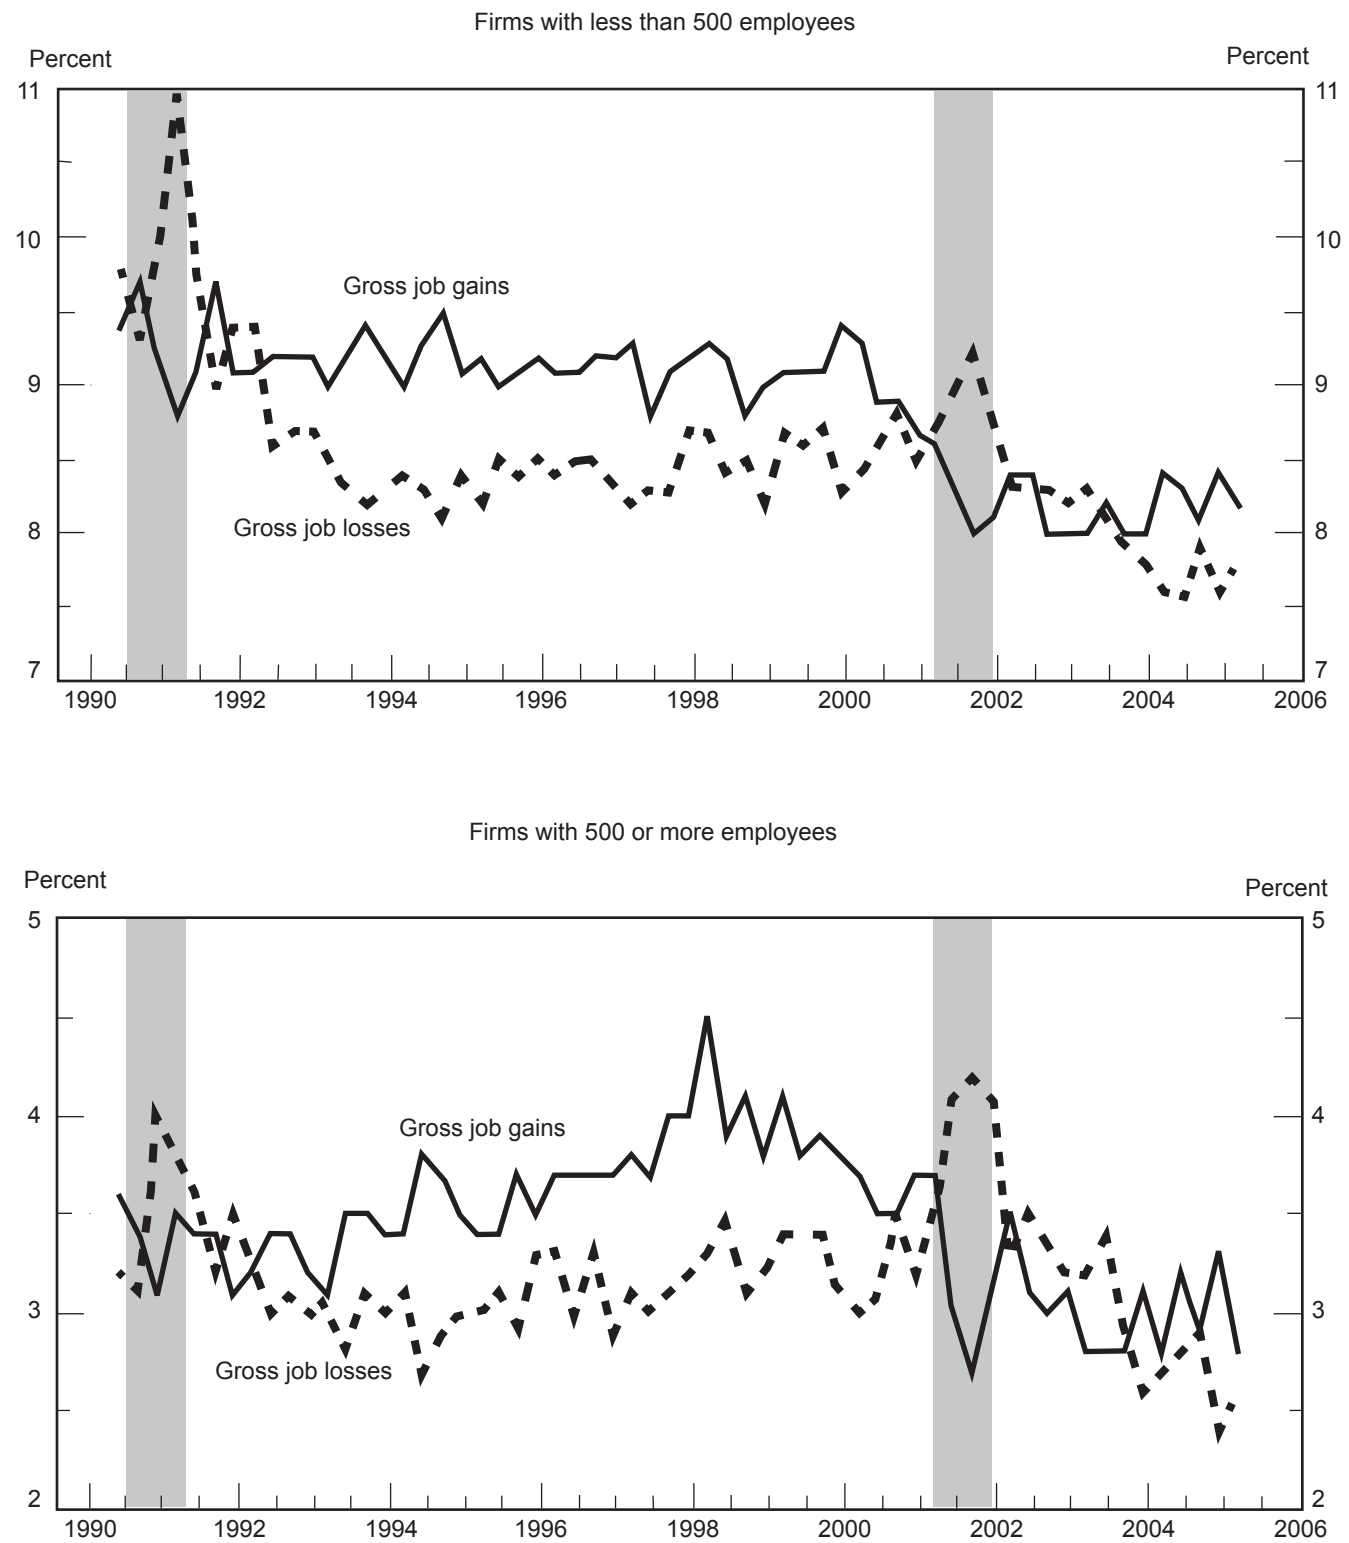 Firms with less than 500 employees
Percent Percent
11 11
10 10
Gross job gains
9 9
Gross job losses
8 8
7 7
1990 1992 1994 1996 1998 2000 2002 2004 2006
Firms with 500 or more employees
Percent Percent
5 5
4 4
Gross job gains
3 3
Gross job losses
2 2
1990 1992 1994 1996 1998 2000 2002 2004 2006